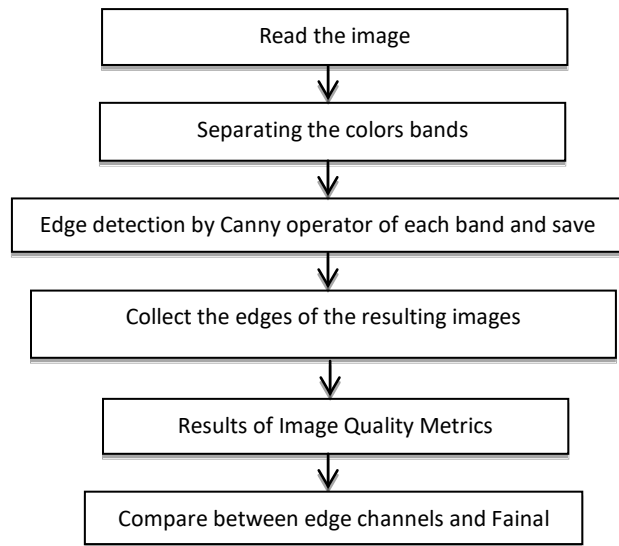 Read the image
Separating the colors bands
Edge detection by Canny operator of each band and save
Collect the edges of the resulting images
Results of Image Quality Metrics
Compare between edge channels and Fainal